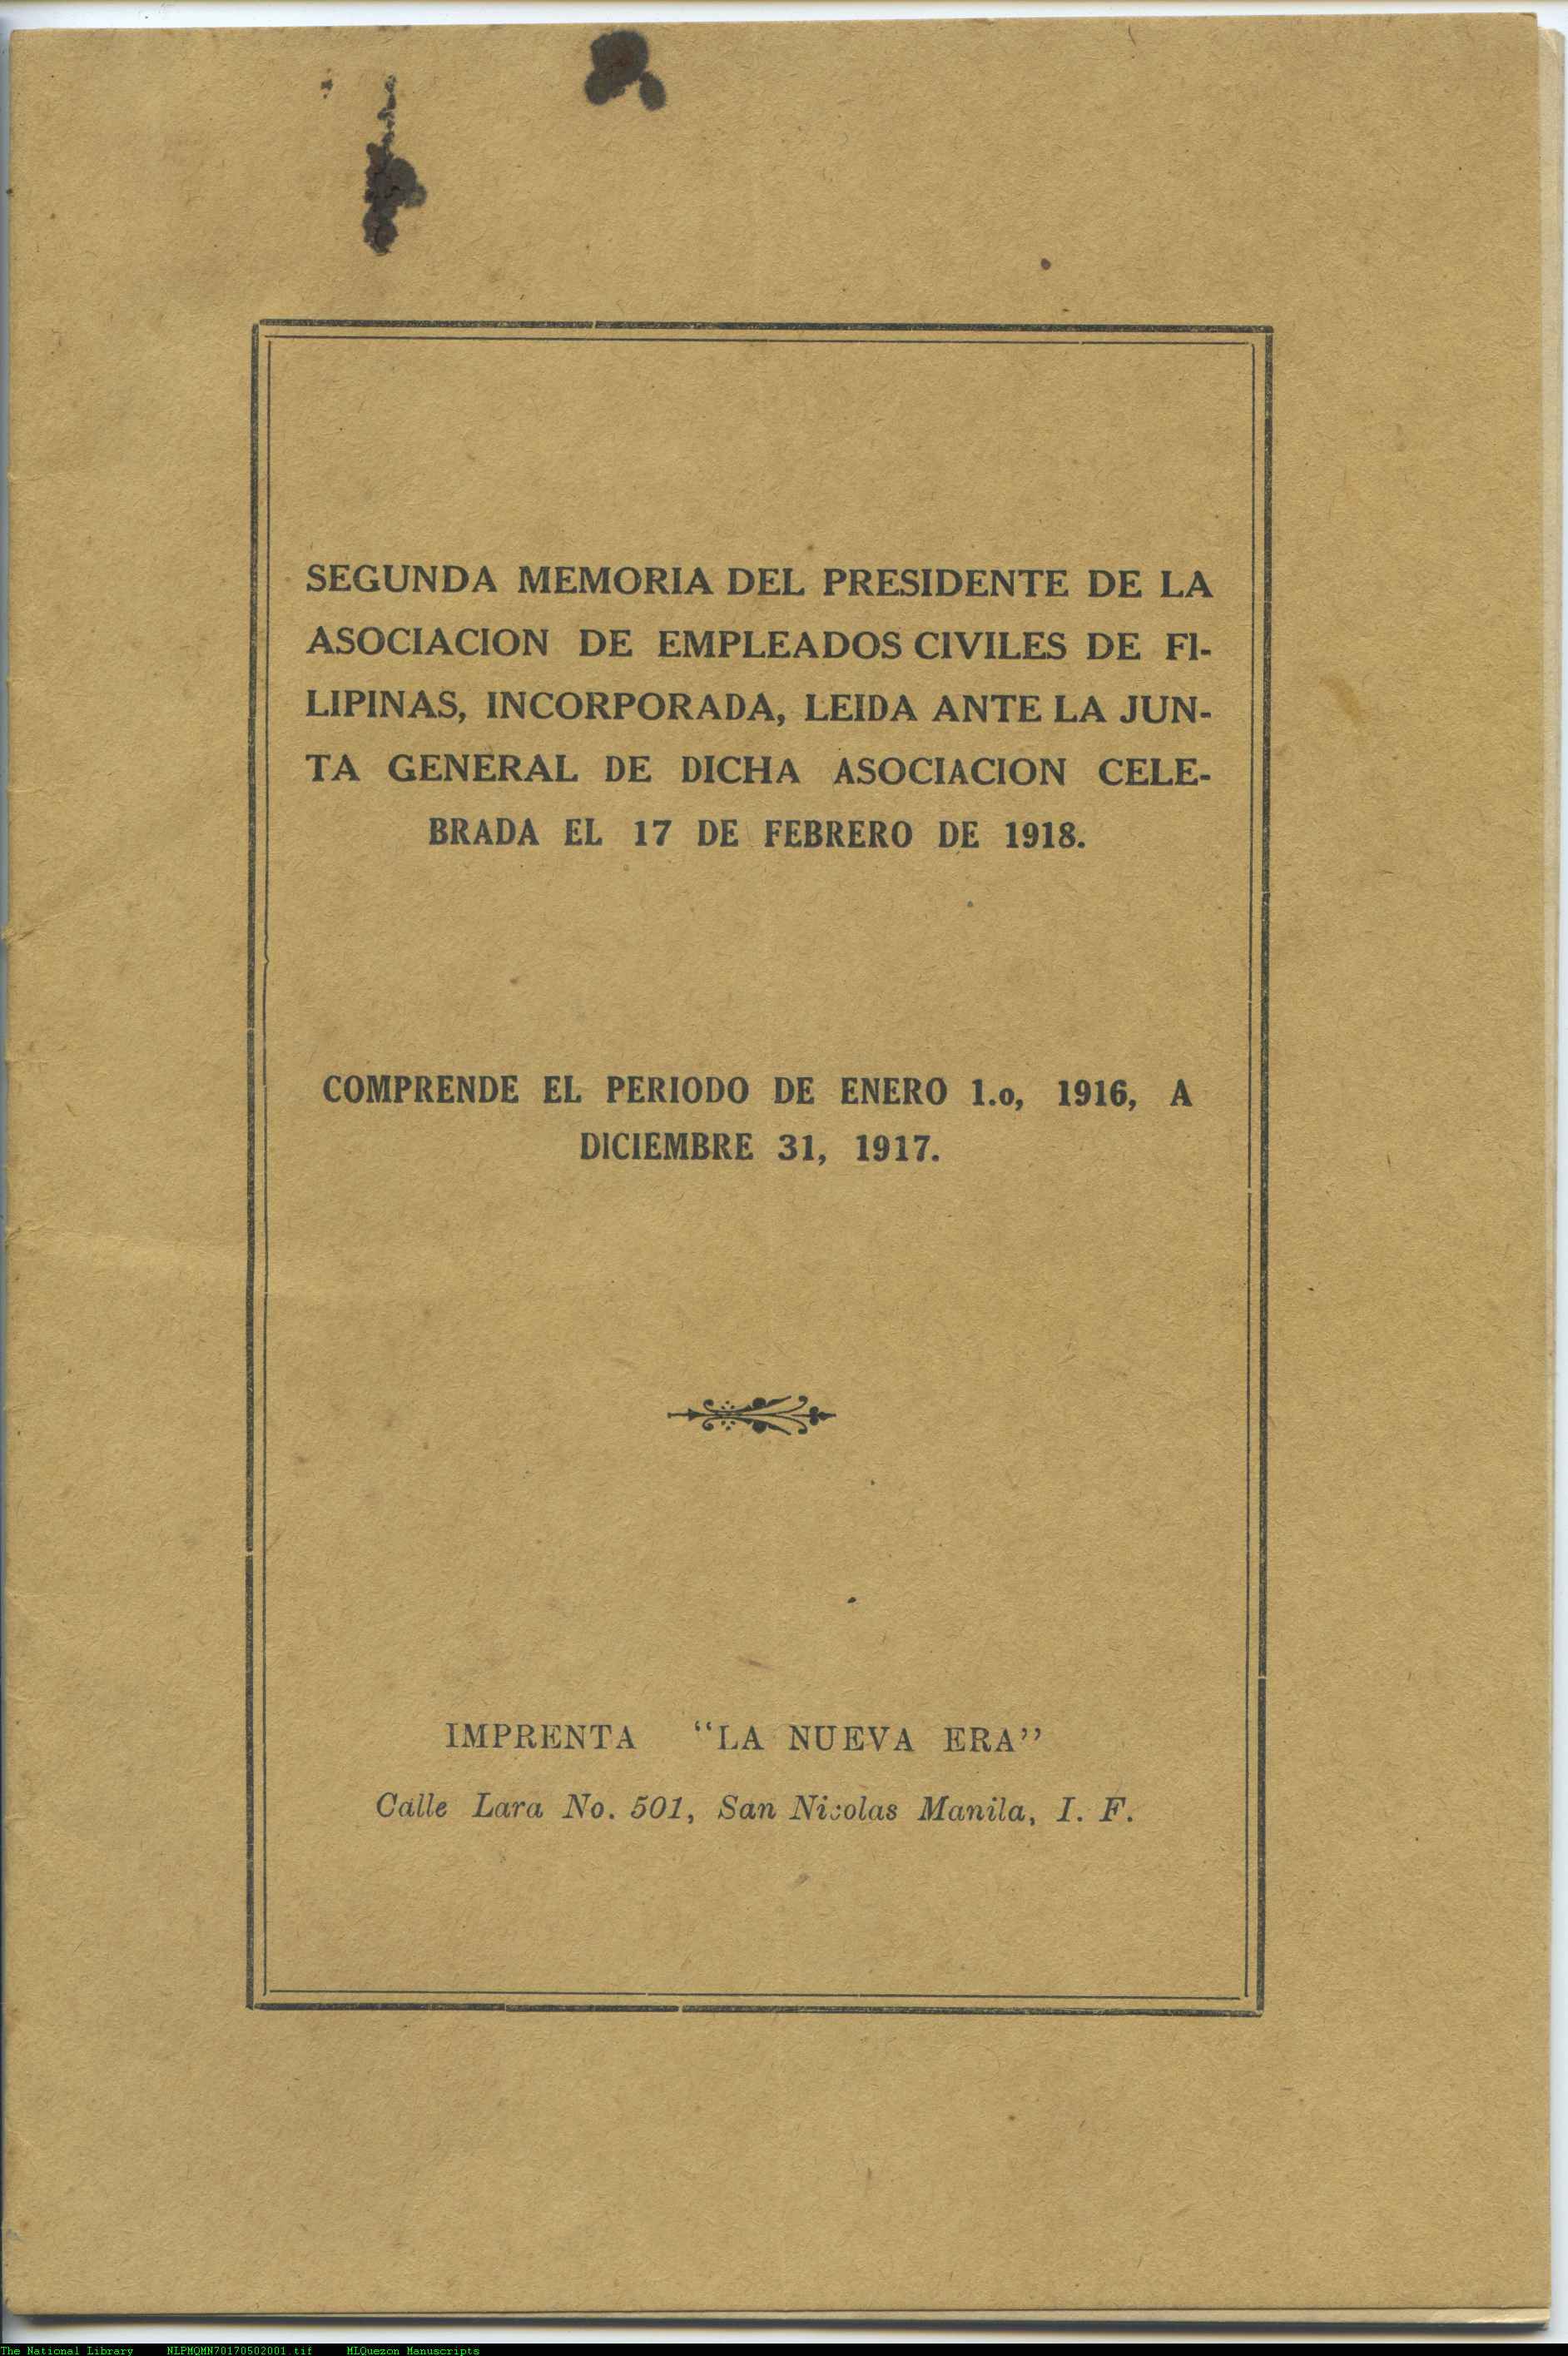 SEGUNDA MEMORIA DEL PRESIDENTE DE LA
ASOCIACION DE EMPLEADOS CIVILES DE FI-
LIPINAS, INCORPORADA, LEIDA ANTE LA JUN-
TA GENERAL DE DICHA ASOCIACION CELE-
BRADA EL 17 DE FEBRERO DE 1918.
COMPRENDE EL PERIODO DE ENERO 1.o, 1916, A
DICIEMBRE 31, 1917.
IMPRENTA "LA NUEVA ERA"
Calle Lara No. 501, San Nicolas Manila, I. F.
The National Library NLPMQMN70170502001.tif MLQuezon Manuscripts